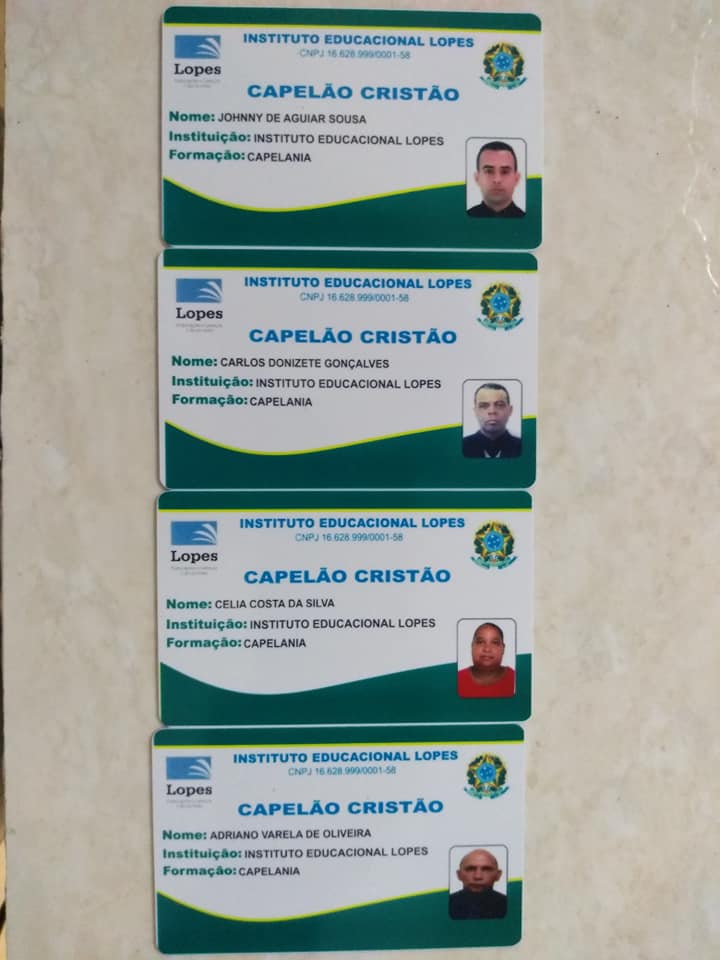 INSTITUTO EDUCACIONAL LOPES
CNPJ 16.628.999/0001-58
Lopes
CAPELÃO CRISTÃO
Nome: JOHNNY DE AGUIAR SOUSA
Instituição: INSTITUTO EDUCACIONAL LOPES
Formação: CAPELANIA
INSTITUTO EDUCACIONAL LOPES
CNPJ 16.628.999/0001-58
Lopes
CAPELÃO CRISTÃO
Nome: CARLOS DONIZETE GONÇALVES
Instituição: INSTITUTO EDUCACIONAL LOPES
Formação: CAPELANIA
INSTITUTO EDUCACIONAL LOPES
CNPJ 16.628.999/0001-58
Lopes
CAPELÃO CRISTÃO
Nome: CELIA COSTA DA SILVA
Instituição: INSTITUTO EDUCACIONAL LOPES
Formação: CAPELANIA
INSTITUTO EDUCACIONAL LOPES
CNPJ 16.628.999/0001-58
Lopes
CAPELÃO CRISTÃO
Nome: ADRIANO VARELA DE OLIVEIRA
Instituição: INSTITUTO EDUCACIONAL LOPES
Formação: CAPELANIA